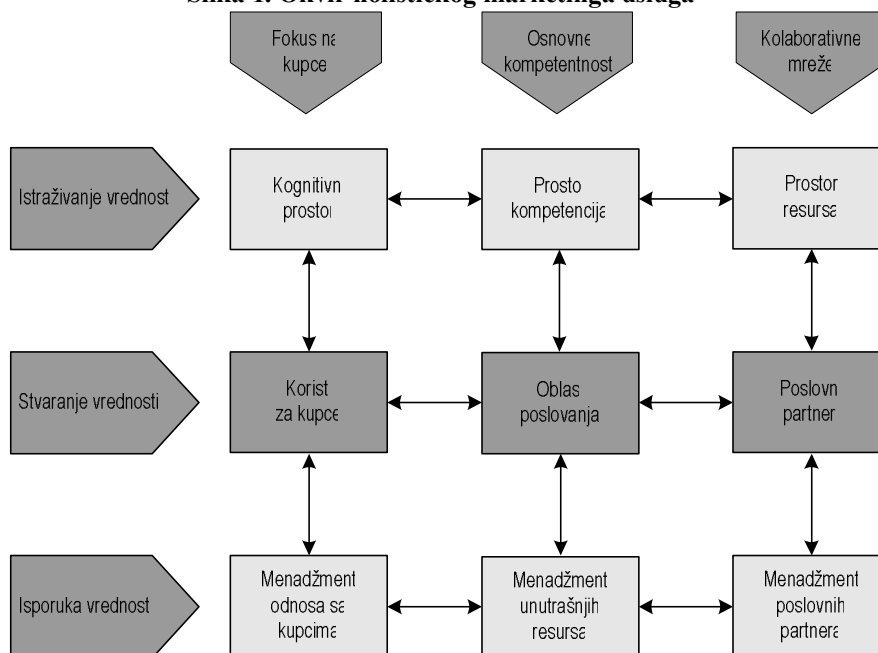 Slika 1. Okvir holističkog marketinga usluga
Fokus na
kupce
Osnovne
kompetentnost
Kolaborativne
mreže
Istraživanje vrednost
Kognitivn
prostor
Prosto
kompetencija
Prostor
resursa
Stvaranje vrednosti
Korist
za kupce
Oblas
poslovanja
Poslovn
partner
Isporuka vrednost
Menadžment
odnosa sa
kupcima
Menadžment
unutrašnjih
resursa
Menadžment
poslovnih
partnera